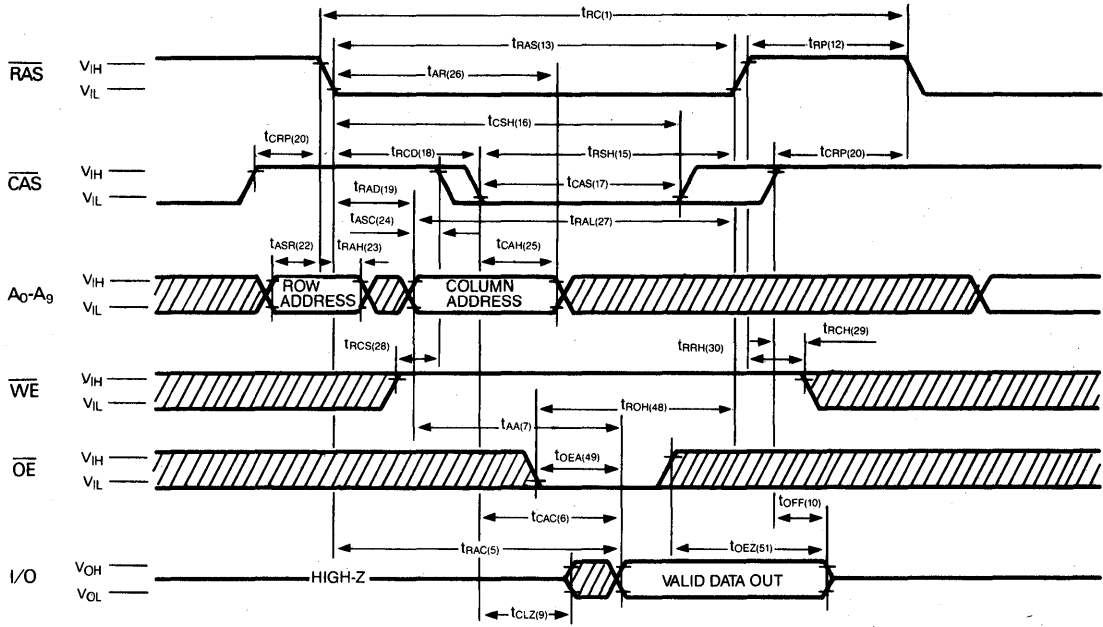 tRC(1)
tRAS(13)
tRP(12)
RAS
VIH
VIL
tAR(26)
tCSH(16)
tCRP(20)
tRCD(18)
tRSH(15)
tCRP(20)
CAS
VIH
VIL
tCAS(17)
tRAD(19)
tASC(24)
tRAL(27)
tASR(22)
tRAH(23)
tCAH(25)
A0-A9
VIH
VIL
ROW
ADDRESS
COLUMN
ADDRESS
tRCS(28)
tRRH(30)
tRCH(29)
WE
VIH
VIL
tROH(48)
tAA(7)
OE
VIH
VIL
tOEA(49)
tOFF(10)
tCAC(6)
tRAC(5)
tOEZ(51)
I/O
VOH
VOL
HIGH-Z
VALID DATA OUT
tCLZ(9)